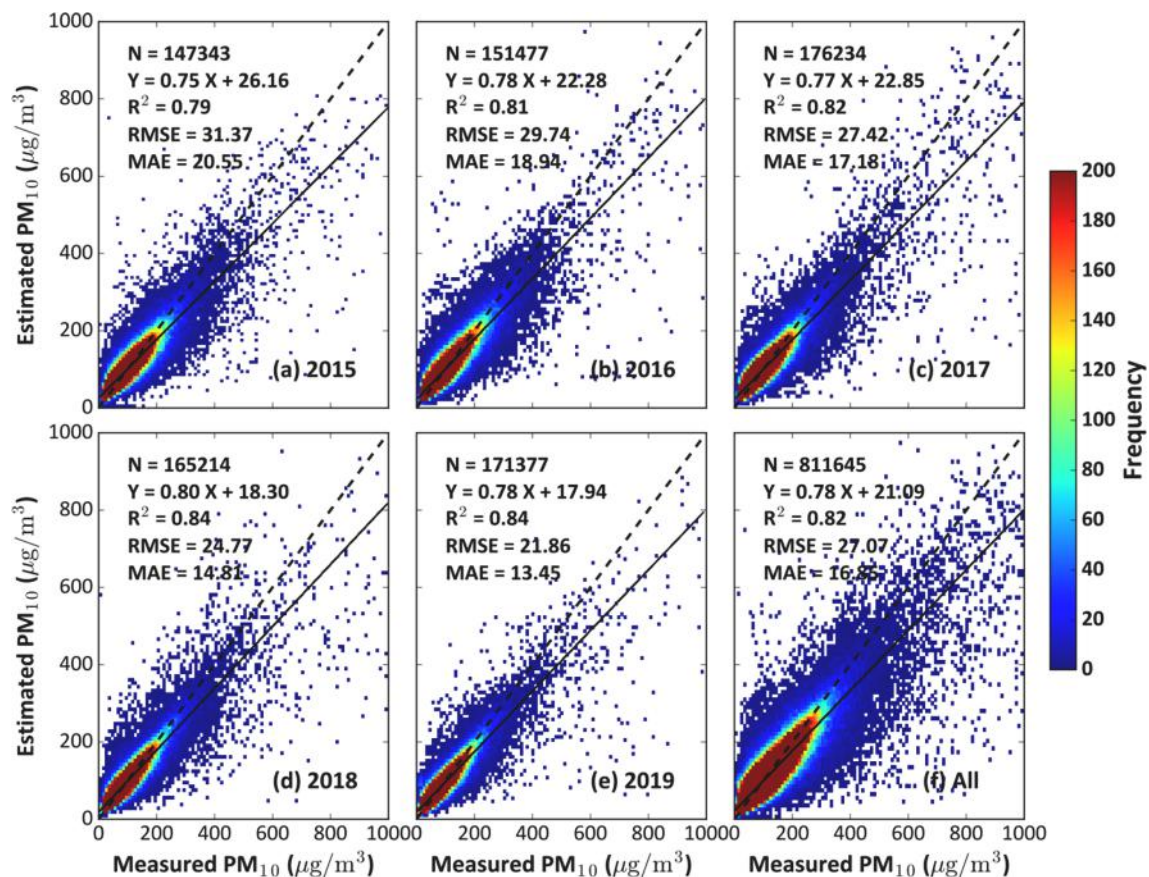 1000
800
600
400
200
0
Estimated PM10 (μg/m3)
N = 147343
Y = 0.75 X + 26.16
R2 = 0.79
RMSE = 31.37
MAE = 20.55
(a) 2015
N = 151477
Y = 0.78 X + 22.28
R2 = 0.81
RMSE = 29.74
MAE = 18.94
(b) 2016
N = 176234
Y = 0.77 X + 22.85
R2 = 0.82
RMSE = 27.42
MAE = 17.18
(c) 2017
1000
800
600
400
200
0
Estimated PM10 (μg/m3)
N = 165214
Y = 0.80 X + 18.30
R2 = 0.84
RMSE = 24.77
MAE = 14.81
(d) 2018
N = 171377
Y = 0.78 X + 17.94
R2 = 0.84
RMSE = 21.86
MAE = 13.45
(e) 2019
N = 811645
Y = 0.78 X + 21.09
R2 = 0.82
RMSE = 27.07
(f) All
0 200 400 600 800 1000
0 200 400 600 800 1000
0 200 400 600 800 1000
Measured PM10 (μg/m3)
Measured PM10 (μg/m3)
Measured PM10 (μg/m3)
200
180
160
140
120
100
80
60
40
20
0
Frequency